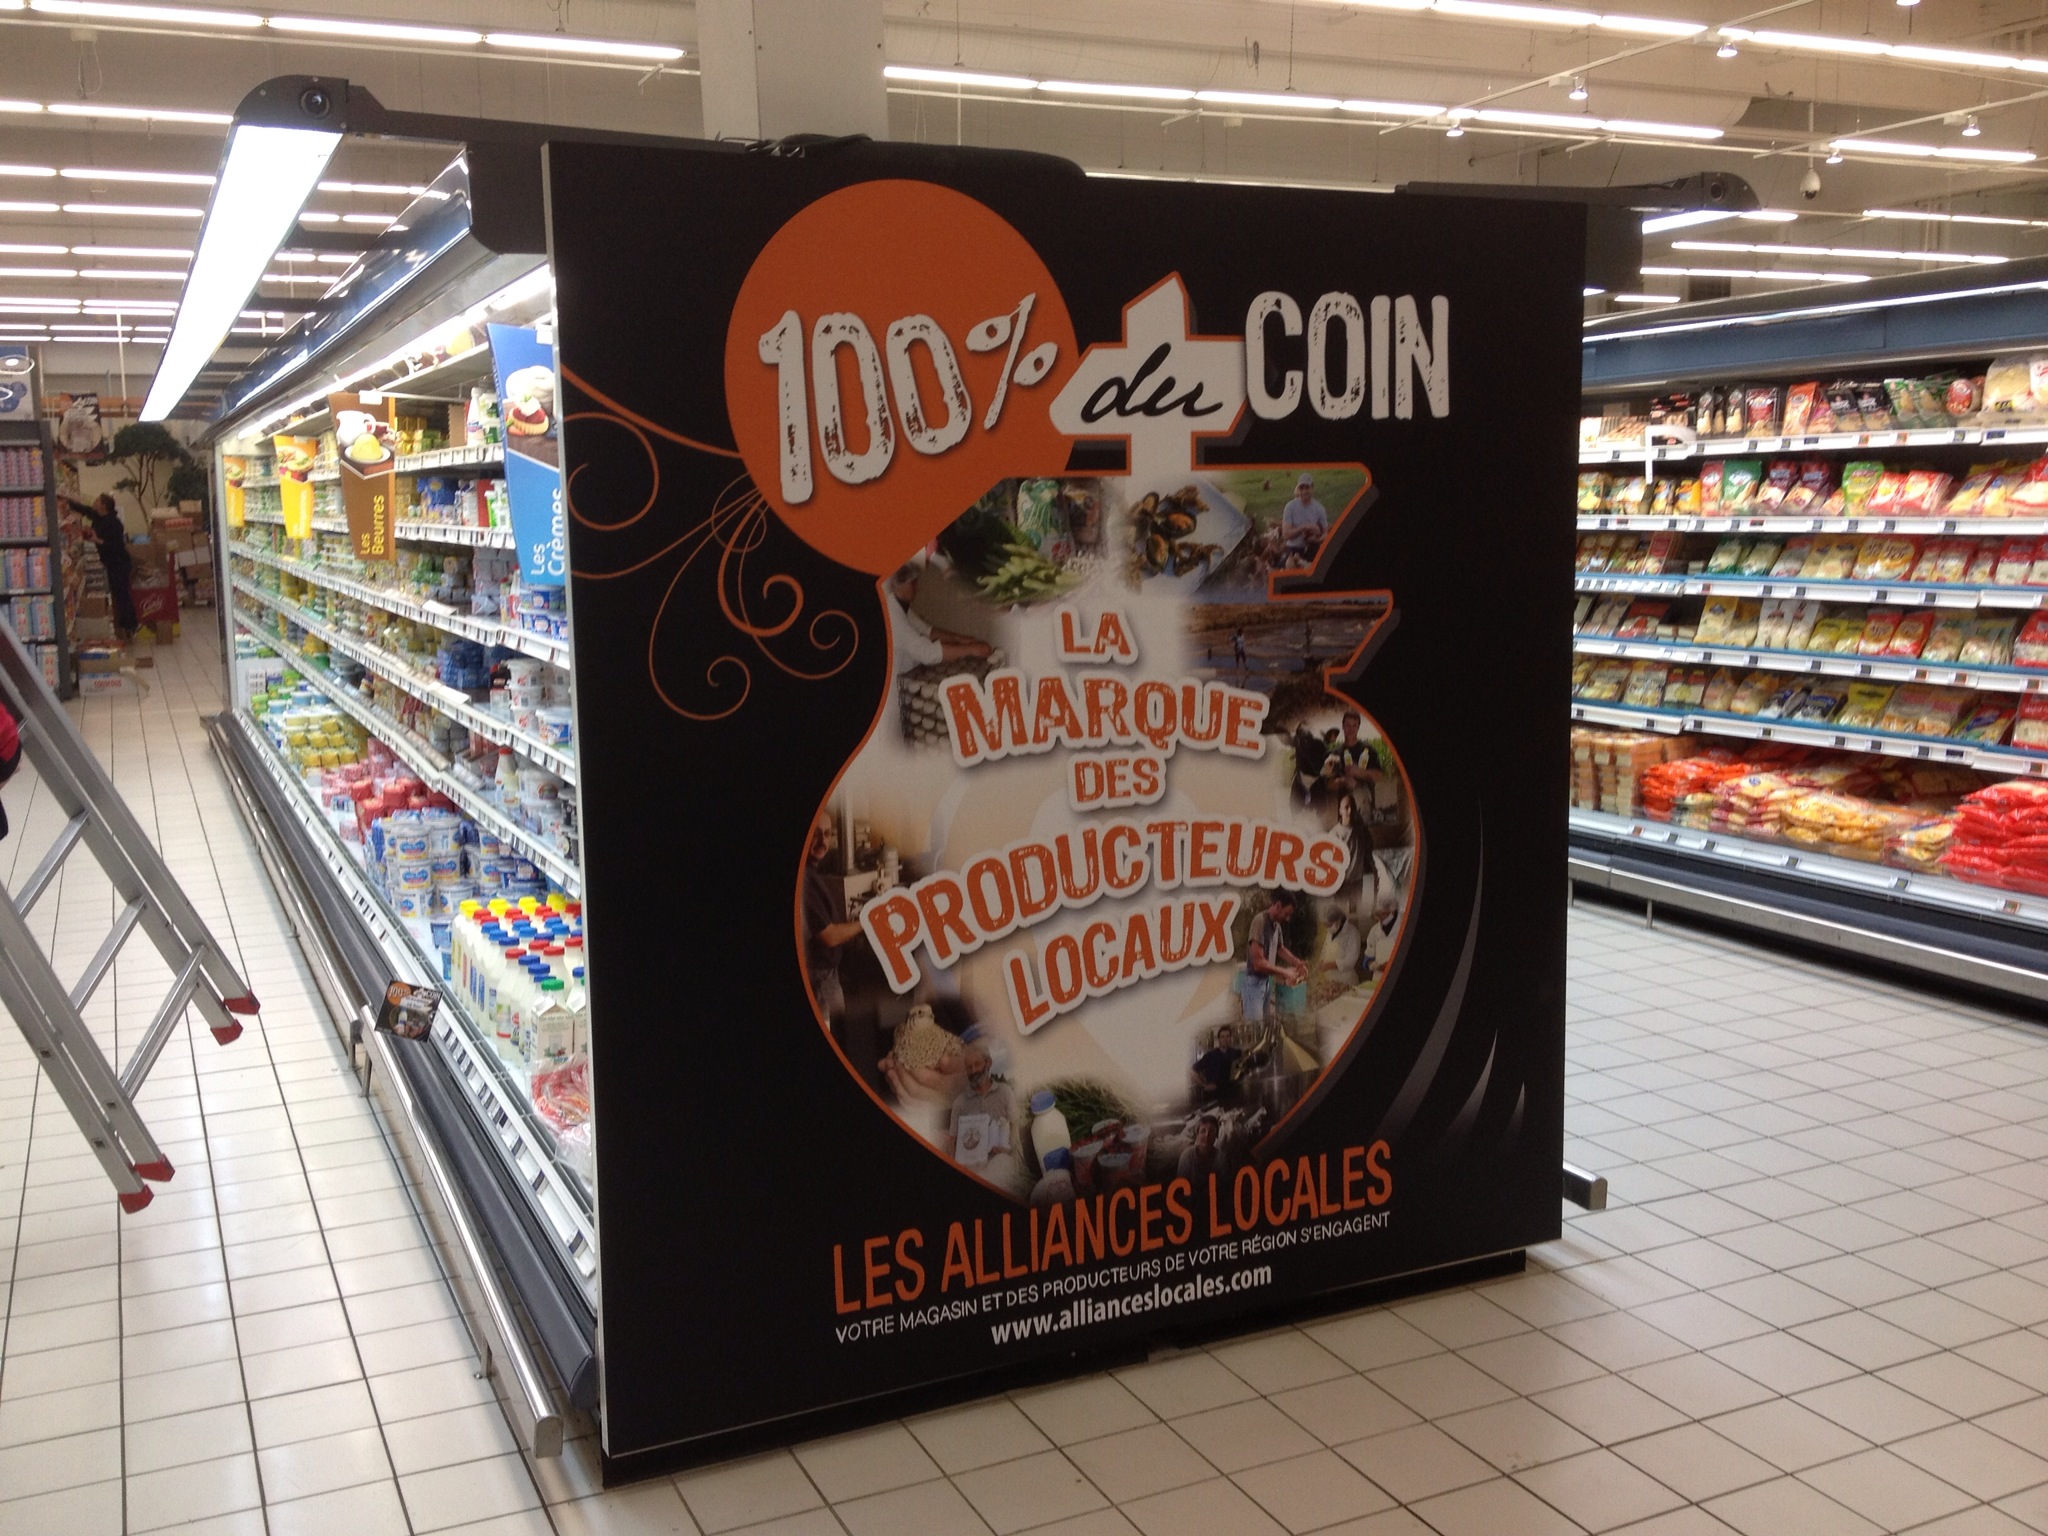 100% du COIN
LA
MARQUE
DES
PRODUCTEURS
LOCAUX
LES ALLIANCES LOCALES
VOTRE MAGASIN ET DES PRODUCTEURS DE VOTRE RÉGION S'ENGAGENT
www.allianceslocales.com
Les
Beurres
Les
Crèmes